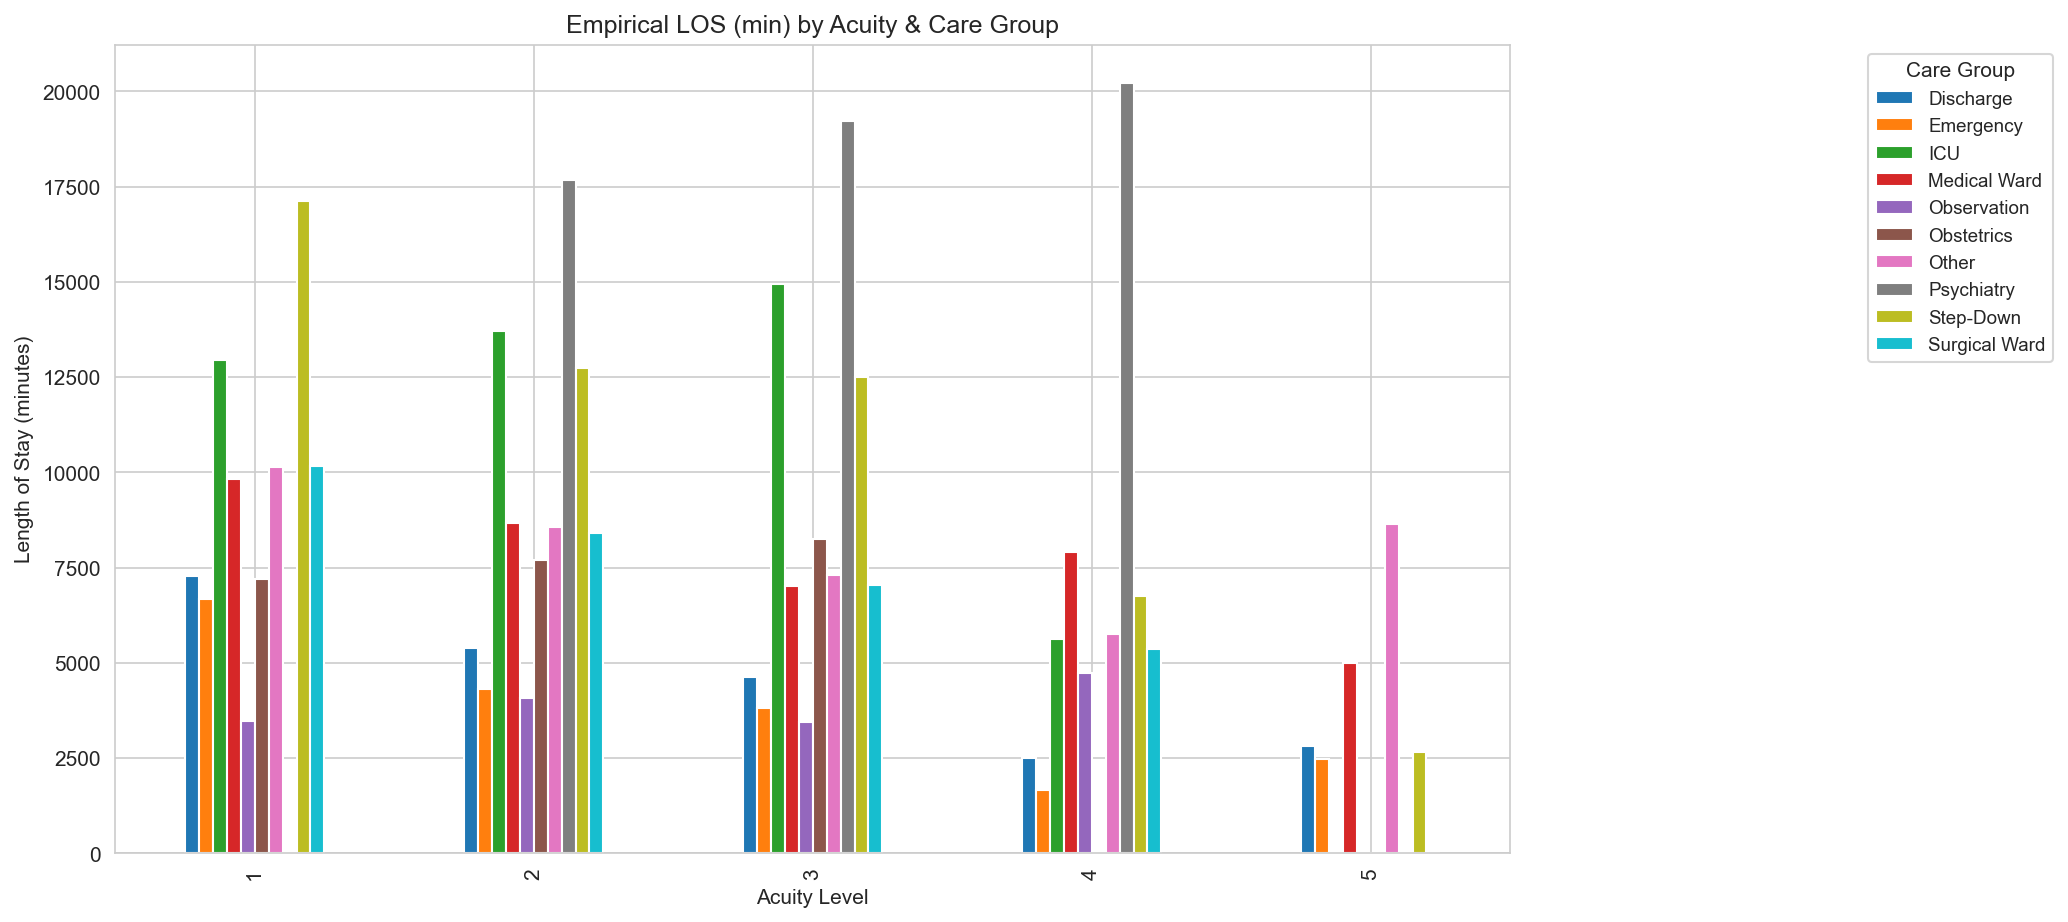 Empirical LOS (min) by Acuity & Care Group
Length of Stay (minutes)
20000
17500
15000
12500
10000
7500
5000
2500
0
1
2
3
4
5
Acuity Level
Care Group
Discharge
Emergency
ICU
Medical Ward
Observation
Obstetrics
Other
Psychiatry
Step-Down
Surgical Ward